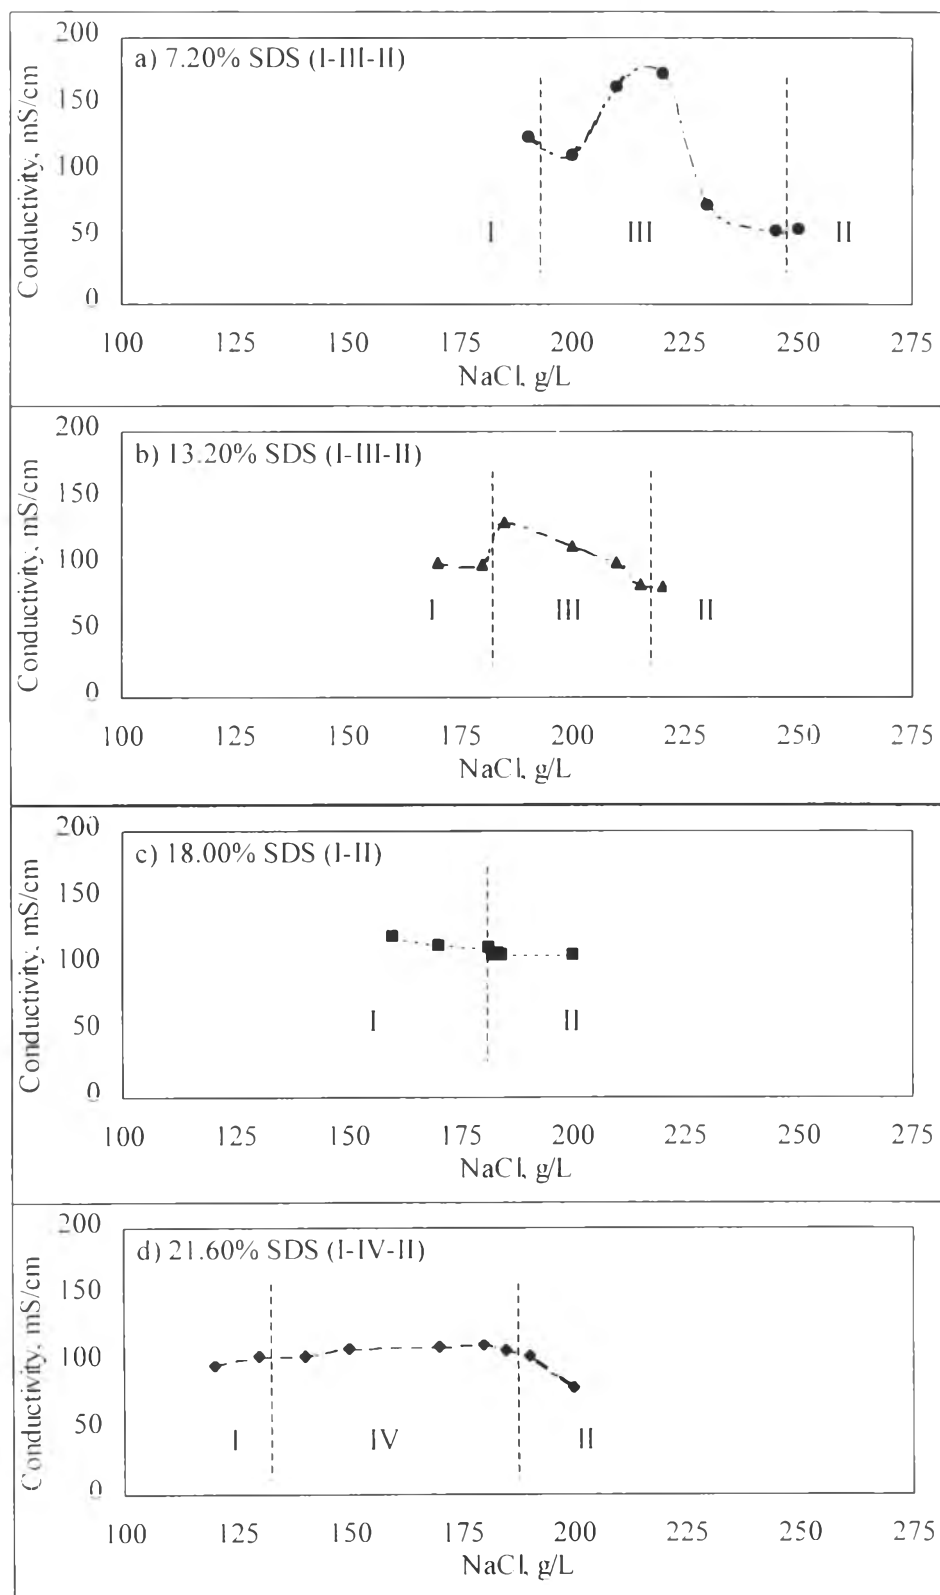 200
a) 7.20% SDS (I-III-II)
150
100
50
0
Conductivity, mS/cm
I
III
II
100 125 150 175 200 225 250 275
NaCl, g/L
200
b) 13.20% SDS (I-III-II)
150
100
50
0
Conductivity, mS/cm
I
III
II
100 125 150 175 200 225 250 275
NaCl, g/L
200
c) 18.00% SDS (I-II)
150
100
50
0
Conductivity, mS/cm
I
II
100 125 150 175 200 225 250 275
NaCl, g/L
200
d) 21.60% SDS (I-IV-II)
150
100
50
0
Conductivity, mS/cm
I
IV
II
100 125 150 175 200 225 250 275
NaCl, g/L